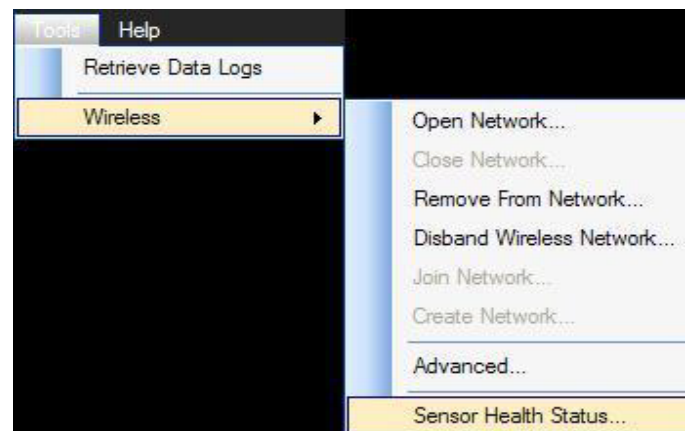 Tools Help
Retrieve Data Logs
Wireless
Open Network...
Close Network...
Remove From Network...
Disband Wireless Network...
Join Network...
Create Network...
Advanced...
Sensor Health Status...